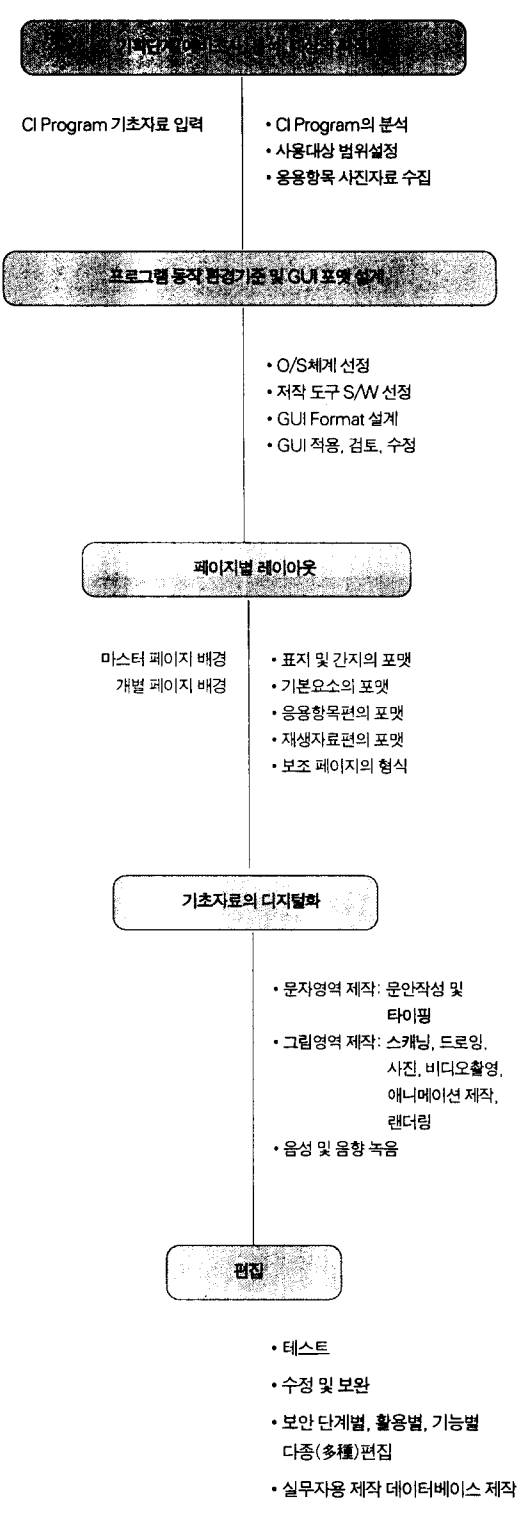 기획단계
CI Program 기초자료 입력
• CI Program의 분석
• 사용대상 범위설정
• 응용항목 사진자료 수집
프로그램 동작 환경기준 및 GUI 포맷 설계
• O/S체계 선정
• 저작 도구 S/W 선정
• GUI Format 설계
• GUI 적용, 검토, 수정
페이지별 레이아웃
마스터 페이지 배경
개별 페이지 배경
• 표지 및 간지의 포맷
• 기본요소의 포맷
• 응용항목편의 포맷
• 재생자료편의 포맷
• 보조 페이지의 형식
기초자료의 디지털화
• 문자영역 제작: 문안작성 및
타이핑
• 그림영역 제작: 스캐닝, 드로잉,
사진, 비디오촬영,
애니메이션 제작,
랜더링
• 음성 및 음향 녹음
편집
• 테스트
• 수정 및 보완
• 보안 단계별, 활용별, 기능별
다종(多種)편집
• 실무자용 제작 데이터베이스 제작